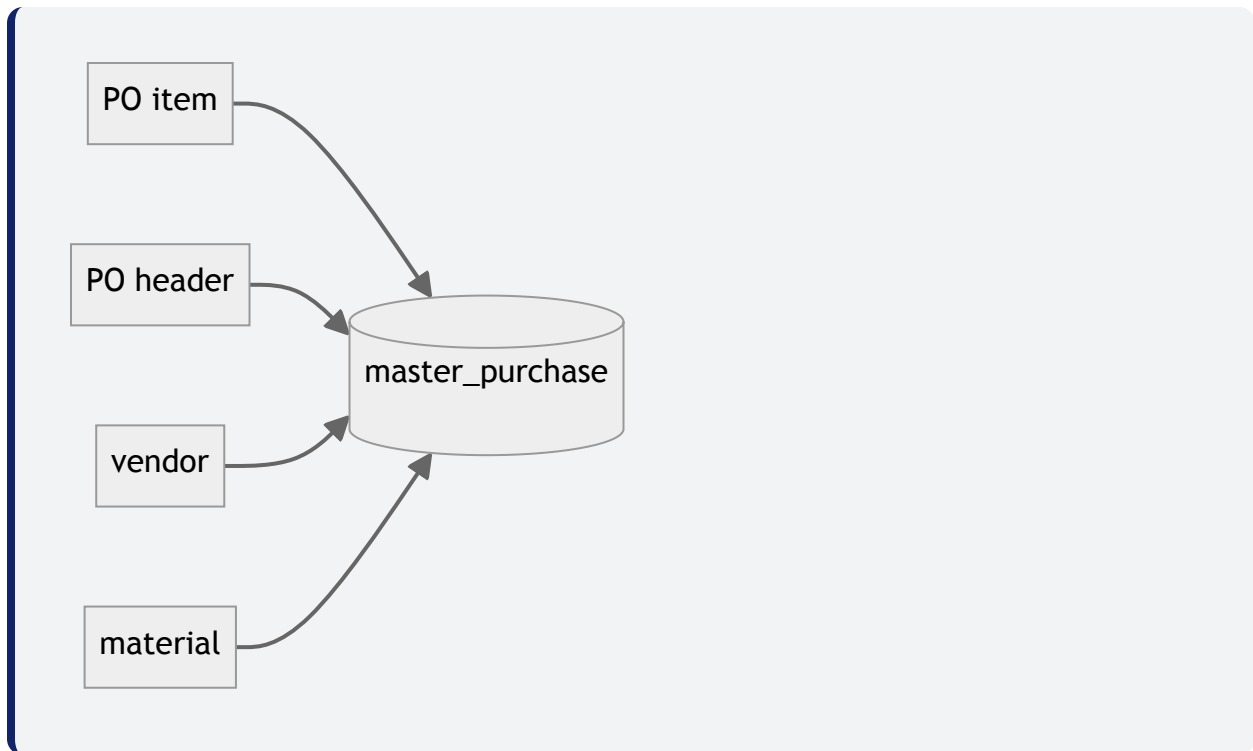 PO item
PO header
master_purchase
vendor
material